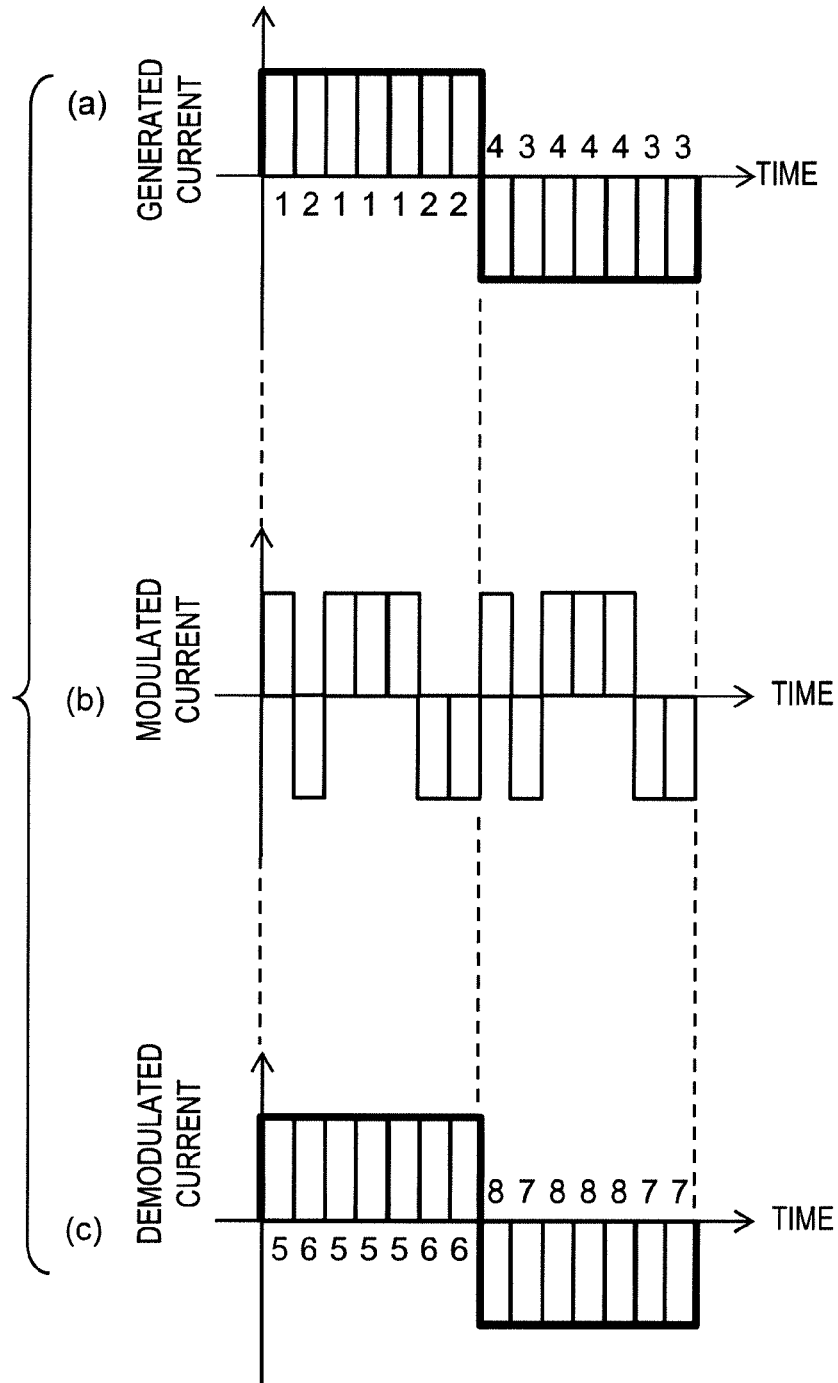 (a)
GENERATED
CURRENT
4 3 4 4 4 3 3
TIME
1 2 1 1 1 2 2
(b)
MODULATED
CURRENT
TIME
(c)
DEMODULATED
CURRENT
8 7 8 8 8 7 7
TIME
5 6 5 5 5 6 6